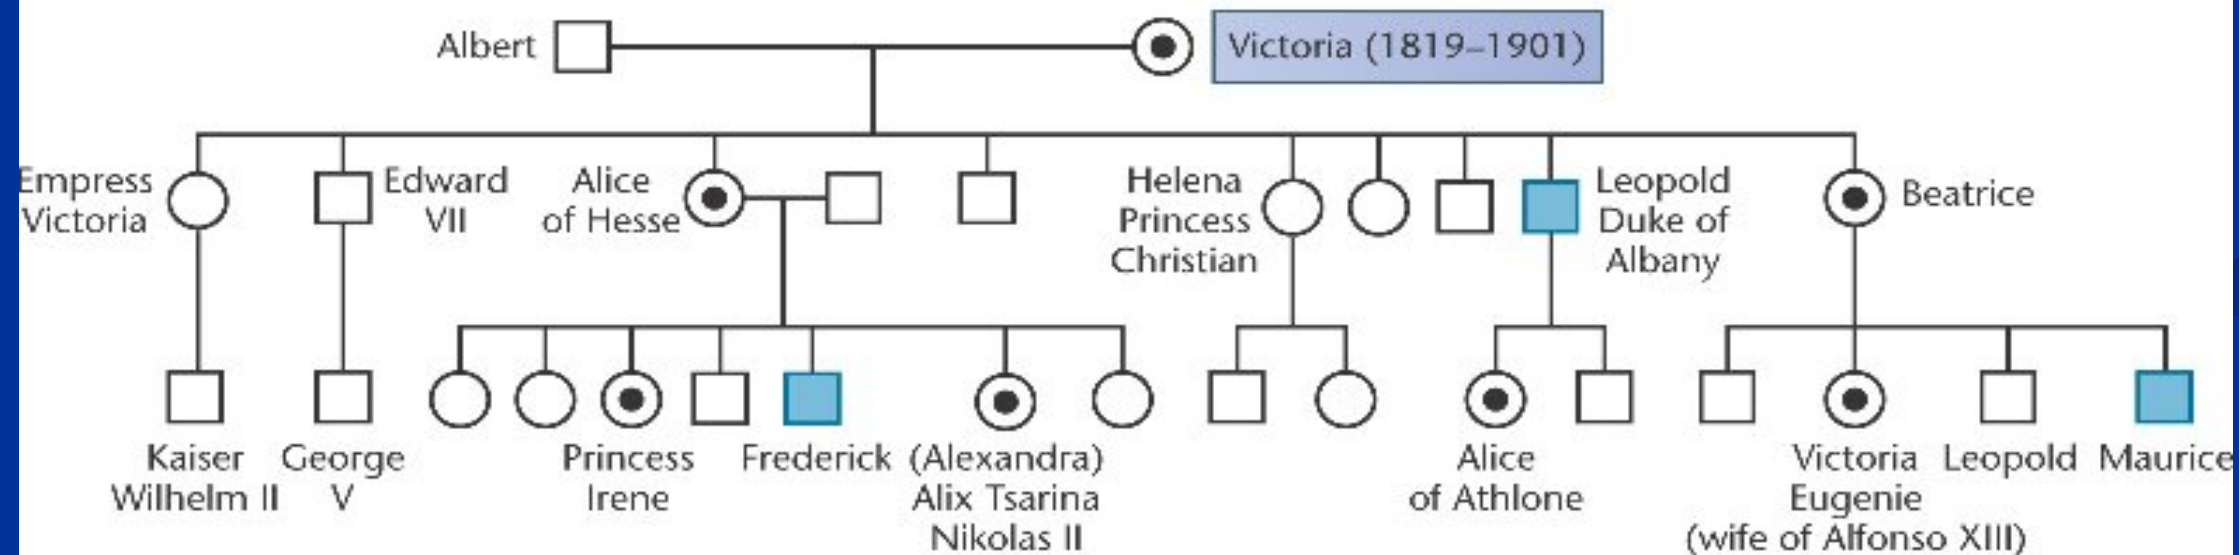 Albert
Victoria (1819–1901)
Empress
Victoria
Edward
VII
Alice
of Hesse
Helena
Princess
Christian
Leopold
Duke of
Albany
Beatrice
Kaiser
Wilhelm II
George
V
Princess
Irene
Frederick
(Alexandra)
Alix Tsarina
Nikolas II
Alice
of Athlone
Victoria
Eugenie
(wife of Alfonso XIII)
Leopold
Maurice